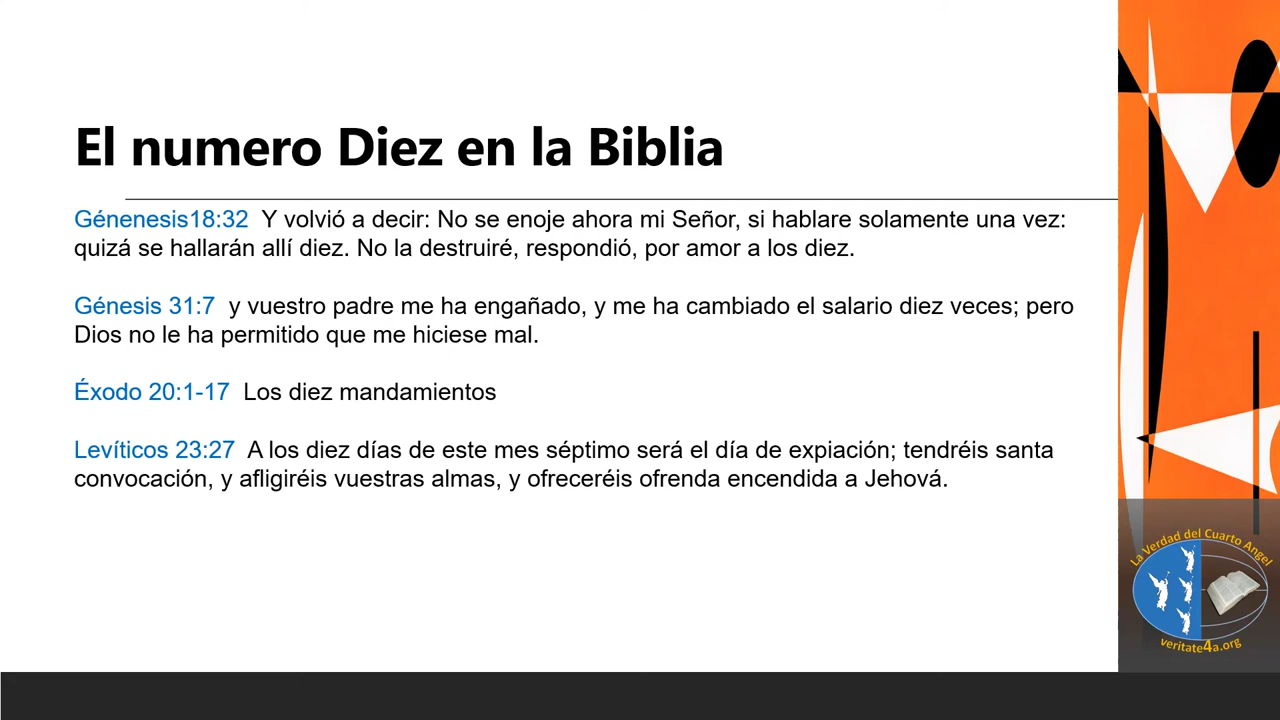 El numero Diez en la Biblia
Génenesis18:32 Y volvió a decir: No se enoje ahora mi Señor, si hablare solamente una vez:
quizá se hallarán allí diez. No la destruiré, respondió, por amor a los diez.
Génesis 31:7 y vuestro padre me ha engañado, y me ha cambiado el salario diez veces; pero
Dios no le ha permitido que me hiciese mal.
Éxodo 20:1-17 Los diez mandamientos
Levíticos 23:27 A los diez días de este mes séptimo será el día de expiación; tendréis santa
convocación, y afligiréis vuestras almas, y ofreceréis ofrenda encendida a Jehová.
La Verdad del Cuarto Angel
veritate4a.org